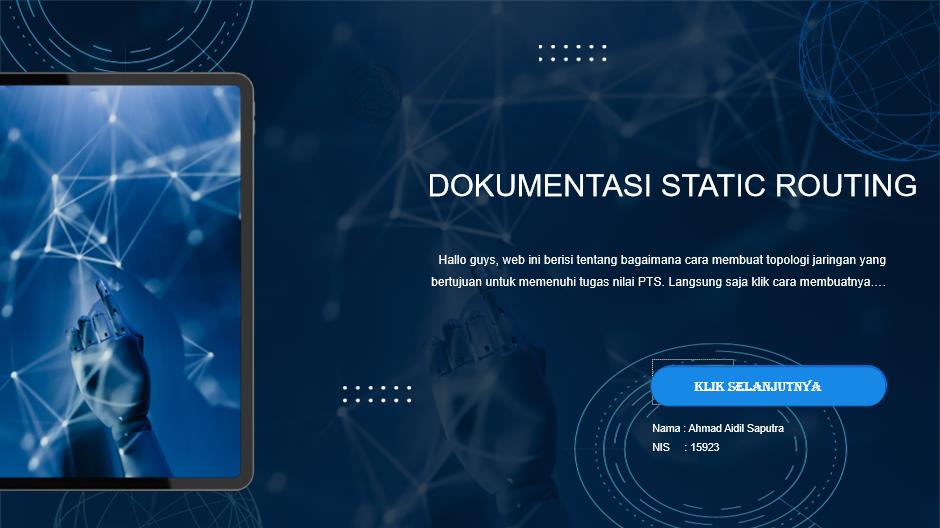 DOKUMENTASI STATIC ROUTING
Hallo guys, web ini berisi tentang bagaimana cara membuat topologi jaringan yang
bertujuan untuk memenuhi tugas nilai PTS. Langsung saja klik cara membuatnya....
KLIK SELANJUTNYA
Nama : Ahmad Aidil Saputra
NIS : 15923